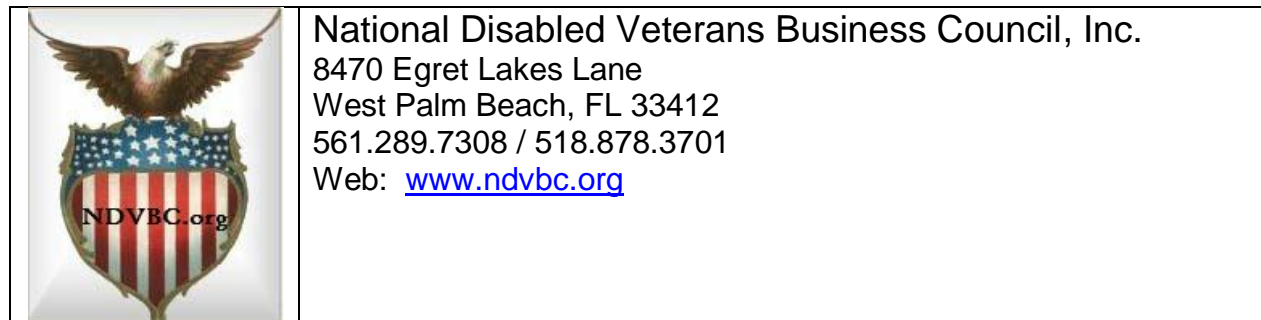 National Disabled Veterans Business Council, Inc.
8470 Egret Lakes Lane
West Palm Beach, FL 33412
561.289.7308 / 518.878.3701
Web: www.ndvbc.org
NDVBC.org